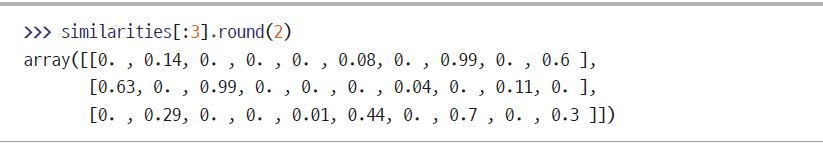 >>> similarities[:3].round(2)
array([[0. , 0.14, 0. , 0. , 0. , 0.08, 0. , 0.99, 0. , 0.6 ],
[0.63, 0. , 0.99, 0. , 0. , 0. , 0.04, 0. , 0.11, 0. ],
[0. , 0.29, 0. , 0. , 0.01, 0.44, 0. , 0.7 , 0. , 0.3 ]])